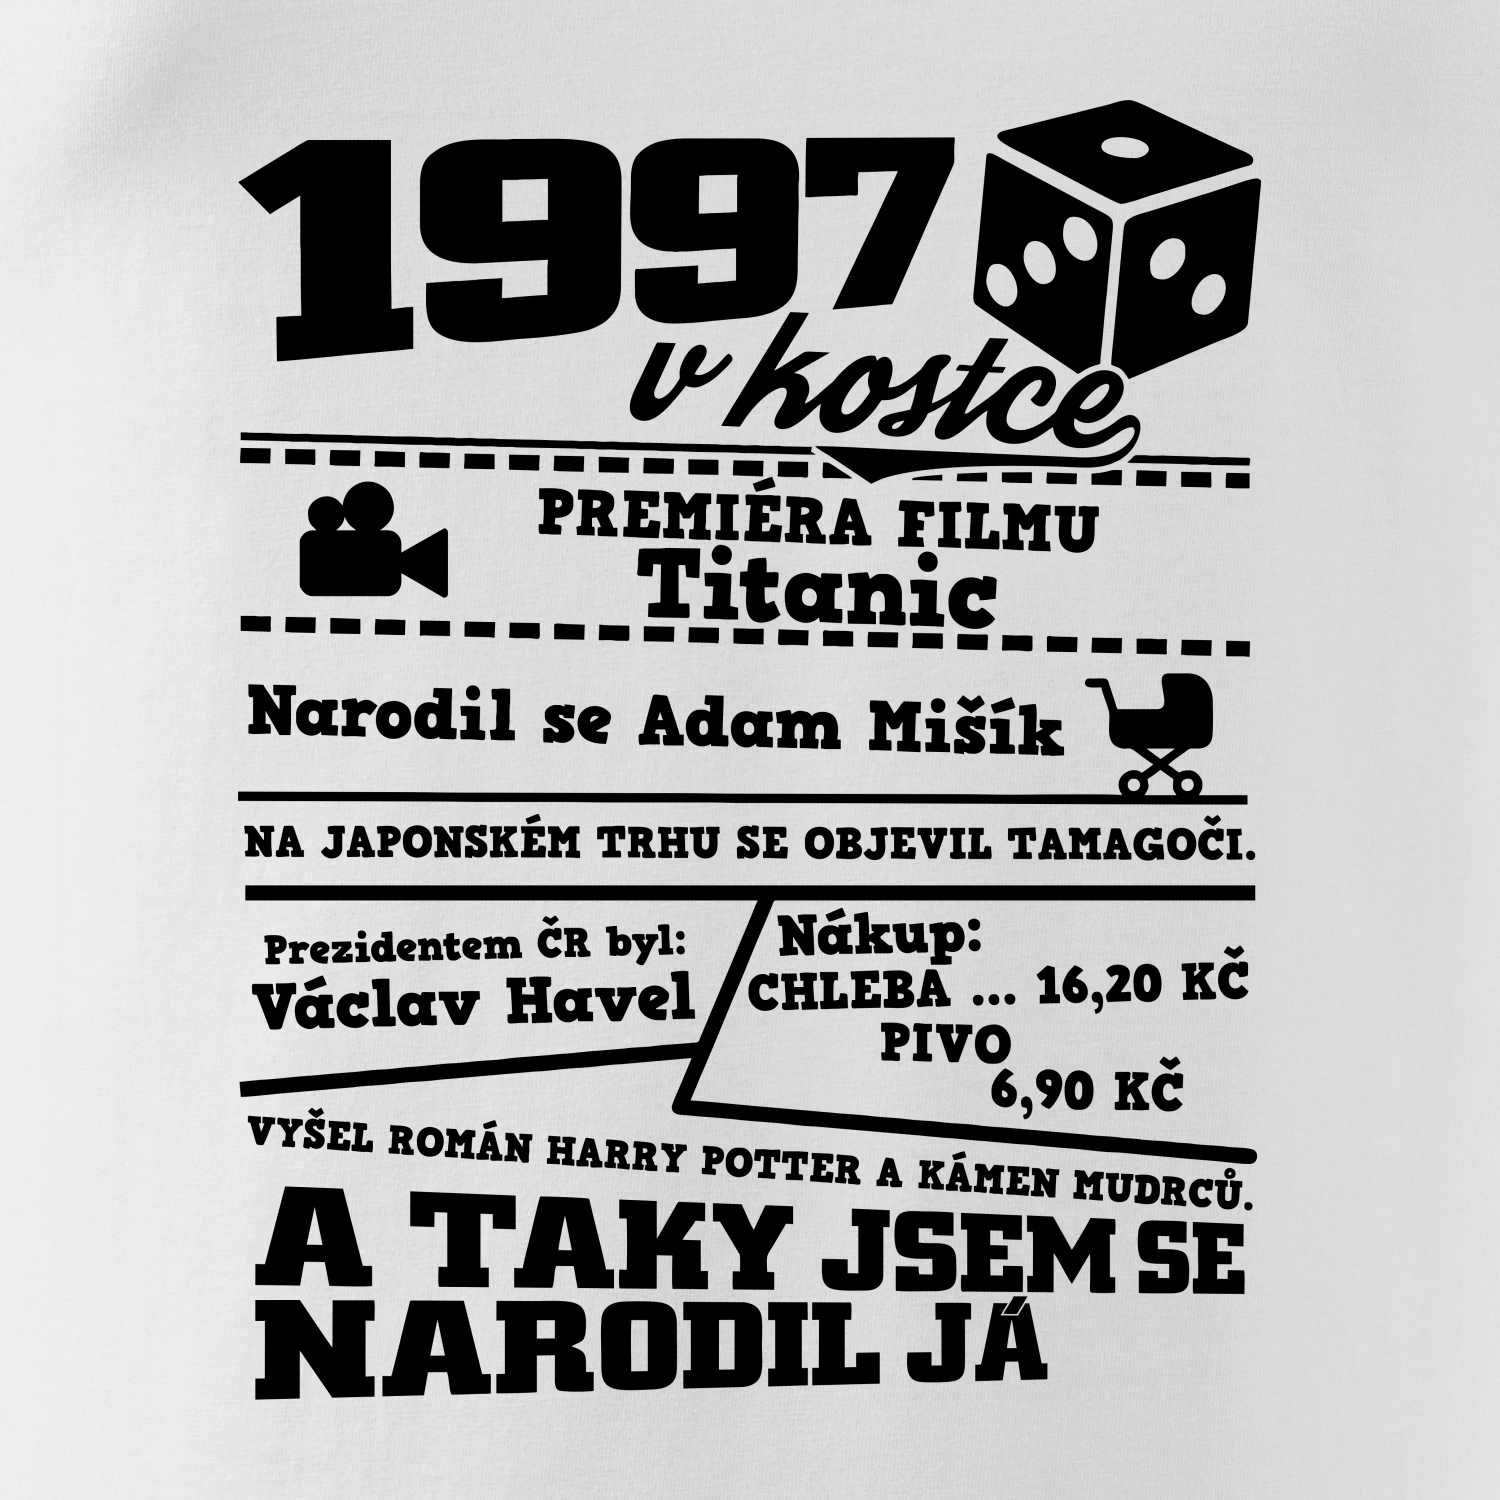 1997
v kostce
PREMIÉRA FILMU
Titanic
Narodil se Adam Mišík
NA JAPONSKÉM TRHU SE OBJEVIL TAMAGOČI.
Prezidentem ČR byl:
Václav Havel
Nákup:
CHLEBA ... 16,20 KČ
PIVO
6,90 KČ
VYŠEL ROMÁN HARRY POTTER A KÁMEN MUDRCŮ.
A TAKY JSEM SE
NARODIL JÁ